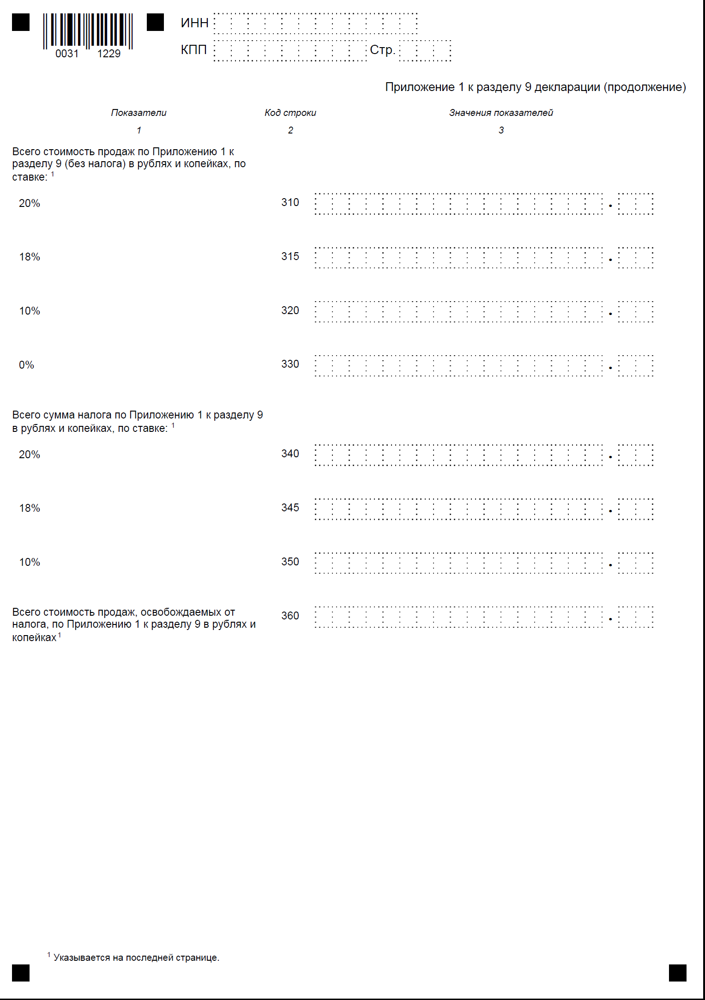 0031 1229
ИНН
КПП Стр.
Приложение 1 к разделу 9 декларации (продолжение)
Показатели Код строки Значения показателей
1 2 3
Всего стоимость продаж по Приложению 1 к
разделу 9 (без налога) в рублях и копейках, по
ставке: 1
20% 310 .
18% 315 .
10% 320 .
0% 330 .
Всего сумма налога по Приложению 1 к разделу 9
в рублях и копейках, по ставке: 1
20% 340 .
18% 345 .
10% 350 .
Всего стоимость продаж, освобождаемых от 360 .
налога, по Приложению 1 к разделу 9 в рублях и
копейках1
1 Указывается на последней странице.